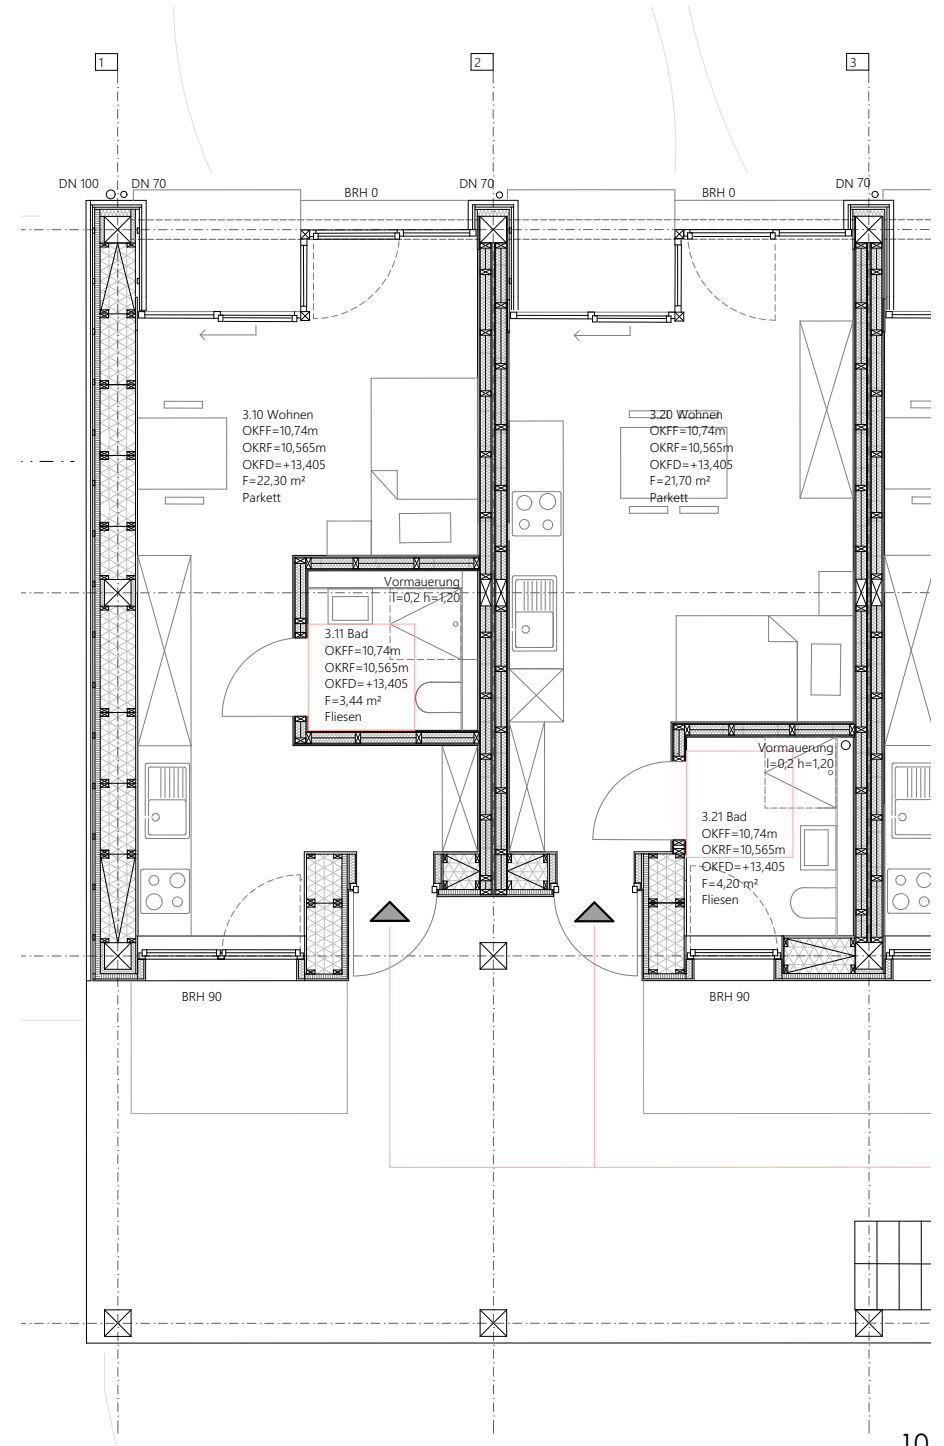 1
2
3
DN 100
DN 70
BRH 0
DN 70
BRH 0
DN 70
3.10 Wohnen
OKFF=10,74m
OKRF=10,565m
OKFD=+13,405
F=22,30 m²
Parkett
3.20 Wohnen
OKFF=10,74m
OKRF=10,565m
OKFD=+13,405
F=21,70 m²
Parkett
Vormauerung
l=0,2 h=1,20
3.11 Bad
OKFF=10,74m
OKRF=10,565m
OKFD=+13,405
F=3,44 m²
Fliesen
Vormauerung
l=0,2 h=1,20
3.21 Bad
OKFF=10,74m
OKRF=10,565m
OKFD=+13,405
F=4,20 m²
Fliesen
BRH 90
BRH 90
10